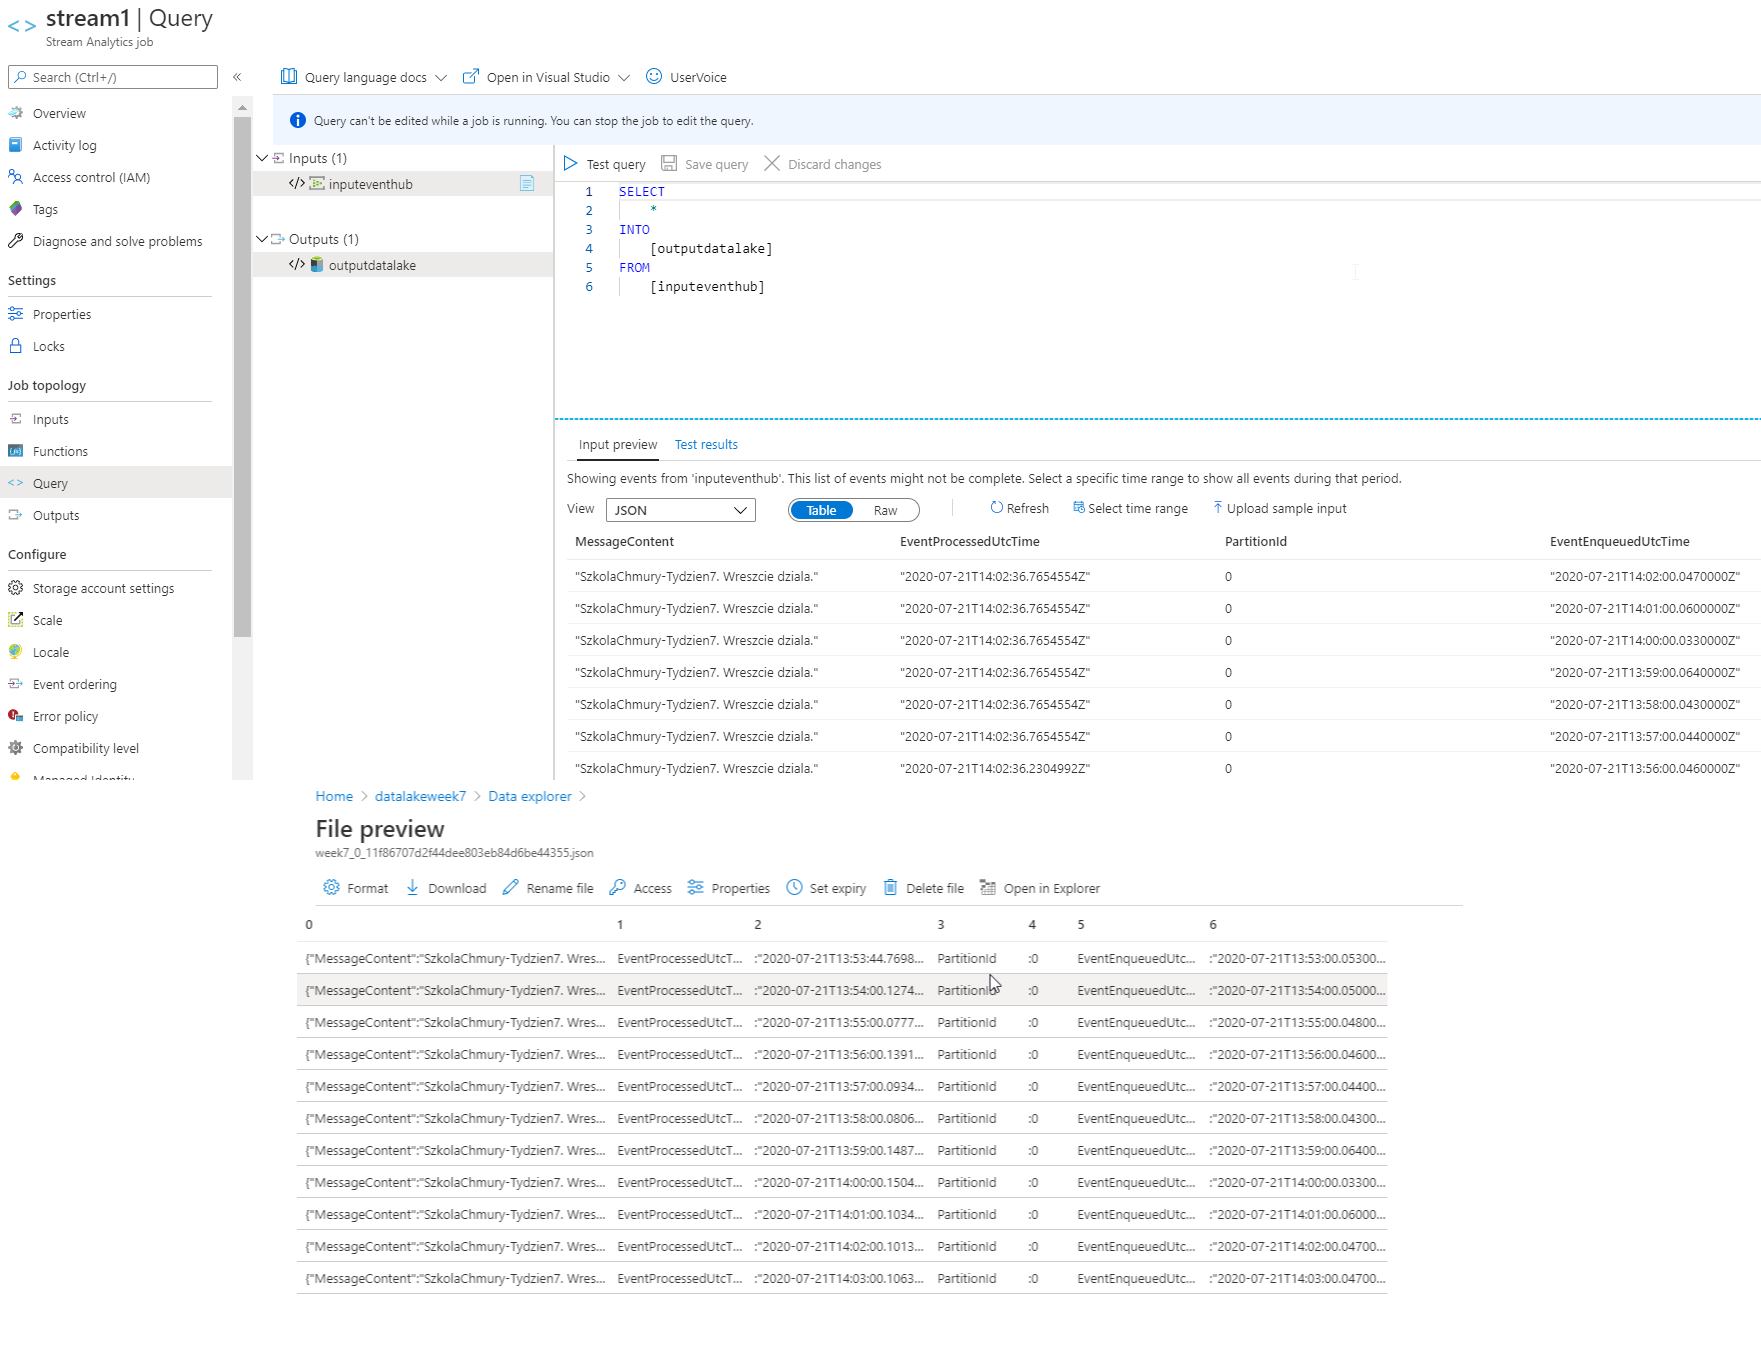 stream1 | Query
Stream Analytics job
Search (Ctrl+/)
Overview
Activity log
Access control (IAM)
Tags
Diagnose and solve problems
Settings
Properties
Locks
Job topology
Inputs
Functions
Query
Outputs
Configure
Storage account settings
Scale
Locale
Event ordering
Error policy
Compatibility level
Managed Identity
Query language docs Open in Visual Studio UserVoice
Query can't be edited while a job is running. You can stop the job to edit the query.
Inputs (1)
inputeventhub
Outputs (1)
outputdatalake
Test query Save query Discard changes
1 SELECT
2 *
3 INTO
4 [outputdatalake]
5 FROM
6 [inputeventhub]
Input preview Test results
Showing events from 'inputeventhub'. This list of events might not be complete. Select a specific time range to show all events during that period.
View JSON Table Raw Refresh Select time range Upload sample input
MessageContent EventProcessedUtcTime PartitionId EventEnqueuedUtcTime
"SzkolaChmury-Tydzien7. Wreszcie dziala." "2020-07-21T14:02:36.7654554Z" 0 "2020-07-21T14:02:00.0470000Z"
"SzkolaChmury-Tydzien7. Wreszcie dziala." "2020-07-21T14:02:36.7654554Z" 0 "2020-07-21T14:01:00.0600000Z"
"SzkolaChmury-Tydzien7. Wreszcie dziala." "2020-07-21T14:02:36.7654554Z" 0 "2020-07-21T14:00:00.0330000Z"
"SzkolaChmury-Tydzien7. Wreszcie dziala." "2020-07-21T14:02:36.7654554Z" 0 "2020-07-21T13:59:00.0640000Z"
"SzkolaChmury-Tydzien7. Wreszcie dziala." "2020-07-21T14:02:36.7654554Z" 0 "2020-07-21T13:58:00.0430000Z"
"SzkolaChmury-Tydzien7. Wreszcie dziala." "2020-07-21T14:02:36.7654554Z" 0 "2020-07-21T13:57:00.0440000Z"
"SzkolaChmury-Tydzien7. Wreszcie dziala." "2020-07-21T14:02:36.2304992Z" 0 "2020-07-21T13:56:00.0460000Z"
Home > datalakeweek7 > Data explorer >
File preview
week7_0_11f86707d2f44dee803eb84d6be44355.json
Format Download Rename file Access Properties Set expiry Delete file Open in Explorer
0 1 2 3 4 5 6
{"MessageContent":"SzkolaChmury-Tydzien7. Wres... EventProcessedUtcT... :"2020-07-21T13:53:44.7698... PartitionId :0 EventEnqueuedUtc... :"2020-07-21T13:53:00.05300...
{"MessageContent":"SzkolaChmury-Tydzien7. Wres... EventProcessedUtcT... :"2020-07-21T13:54:00.1274... PartitionId :0 EventEnqueuedUtc... :"2020-07-21T13:54:00.05000...
{"MessageContent":"SzkolaChmury-Tydzien7. Wres... EventProcessedUtcT... :"2020-07-21T13:55:00.0777... PartitionId :0 EventEnqueuedUtc... :"2020-07-21T13:55:00.04800...
{"MessageContent":"SzkolaChmury-Tydzien7. Wres... EventProcessedUtcT... :"2020-07-21T13:56:00.1391... PartitionId :0 EventEnqueuedUtc... :"2020-07-21T13:56:00.04600...
{"MessageContent":"SzkolaChmury-Tydzien7. Wres... EventProcessedUtcT... :"2020-07-21T13:57:00.0934... PartitionId :0 EventEnqueuedUtc... :"2020-07-21T13:57:00.04400...
{"MessageContent":"SzkolaChmury-Tydzien7. Wres... EventProcessedUtcT... :"2020-07-21T13:58:00.0806... PartitionId :0 EventEnqueuedUtc... :"2020-07-21T13:58:00.04300...
{"MessageContent":"SzkolaChmury-Tydzien7. Wres... EventProcessedUtcT... :"2020-07-21T13:59:00.1487... PartitionId :0 EventEnqueuedUtc... :"2020-07-21T13:59:00.06400...
{"MessageContent":"SzkolaChmury-Tydzien7. Wres... EventProcessedUtcT... :"2020-07-21T14:00:00.1504... PartitionId :0 EventEnqueuedUtc... :"2020-07-21T14:00:00.03300...
{"MessageContent":"SzkolaChmury-Tydzien7. Wres... EventProcessedUtcT... :"2020-07-21T14:01:00.1034... PartitionId :0 EventEnqueuedUtc... :"2020-07-21T14:01:00.06000...
{"MessageContent":"SzkolaChmury-Tydzien7. Wres... EventProcessedUtcT... :"2020-07-21T14:02:00.1013... PartitionId :0 EventEnqueuedUtc... :"2020-07-21T14:02:00.04700...
{"MessageContent":"SzkolaChmury-Tydzien7. Wres... EventProcessedUtcT... :"2020-07-21T14:03:00.1063... PartitionId :0 EventEnqueuedUtc... :"2020-07-21T14:03:00.04700...